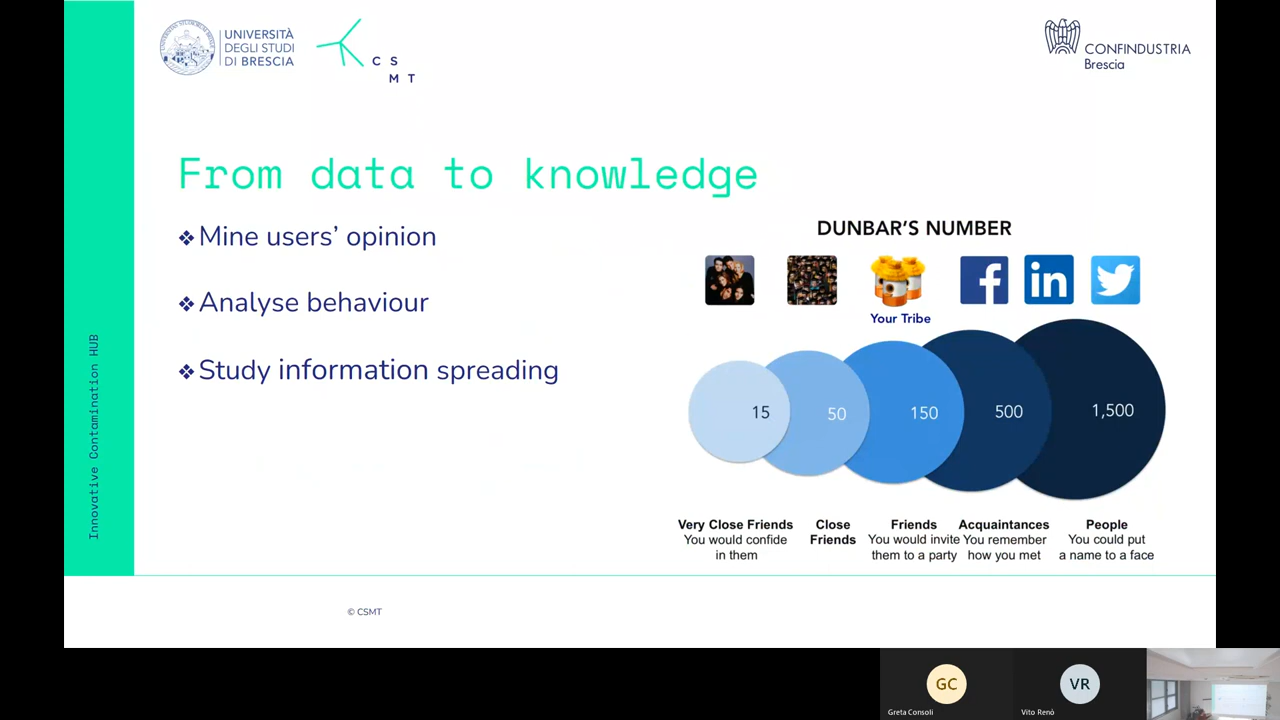 UNIVERSITÀ
DEGLI STUDI
DI BRESCIA
C S
M T
CONFINDUSTRIA
Brescia
From data to knowledge
❖ Mine users’ opinion
❖ Analyse behaviour
❖ Study information spreading
DUNBAR'S NUMBER
Your Tribe
15
50
150
500
1,500
Very Close Friends
You would confide
in them
Close
Friends
Friends
You would invite
them to a party
Acquaintances
You remember
how you met
People
You could put
a name to a face
Innovative Contamination HUB
© CSMT
GC
Greta Consoli
VR
Vito Renò